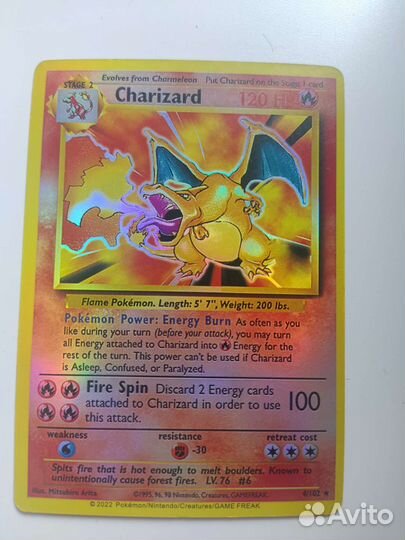 Evolves from Charmeleon Put Charizard on the Stage 1 card
STAGE 2
Charizard 120 HP
Flame Pokémon. Length: 5' 7", Weight: 200 lbs.
Pokémon Power: Energy Burn As often as you
like during your turn (before your attack), you may turn
all Energy attached to Charizard into Energy for the
rest of the turn. This power can't be used if Charizard
is Asleep, Confused, or Paralyzed.
Fire Spin Discard 2 Energy cards
attached to Charizard in order to use
this attack.
100
weakness resistance retreat cost
-30
Spits fire that is hot enough to melt boulders. Known to
unintentionally cause forest fires. LV. 76 #6
Illus. Mitsuhiro Arita ©1995, 96, 98 Nintendo, Creatures, GAMEFREAK. 4/102 ★
©2022 Pokémon/Nintendo/Creatures/GAME FREAK
Avito